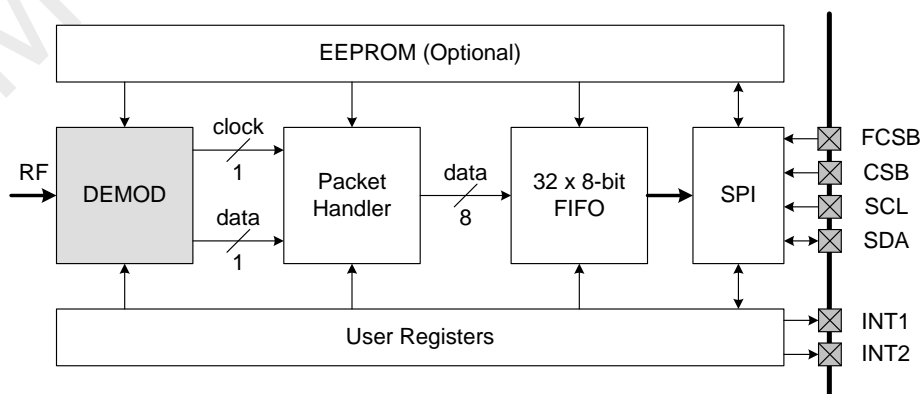 EEPROM (Optional)
RF
DEMOD
clock
1
data
1
Packet
Handler
data
8
32 x 8-bit
FIFO
SPI
FCSB
CSB
SCL
SDA
User Registers
INT1
INT2